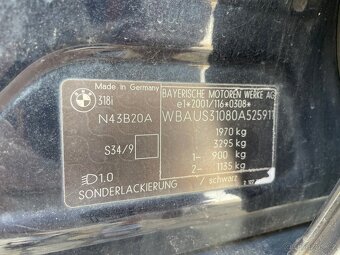 Made in Germany
BMW
318i
N43B20A
S34/9
1.0
SONDERLACKIERUNG
BAYERISCHE MOTOREN WERKE AG
e1*2001/116*0308*
WBAUS31080A525911
1970 kg
3295 kg
1- 900 kg
2- 1135 kg
schwarz